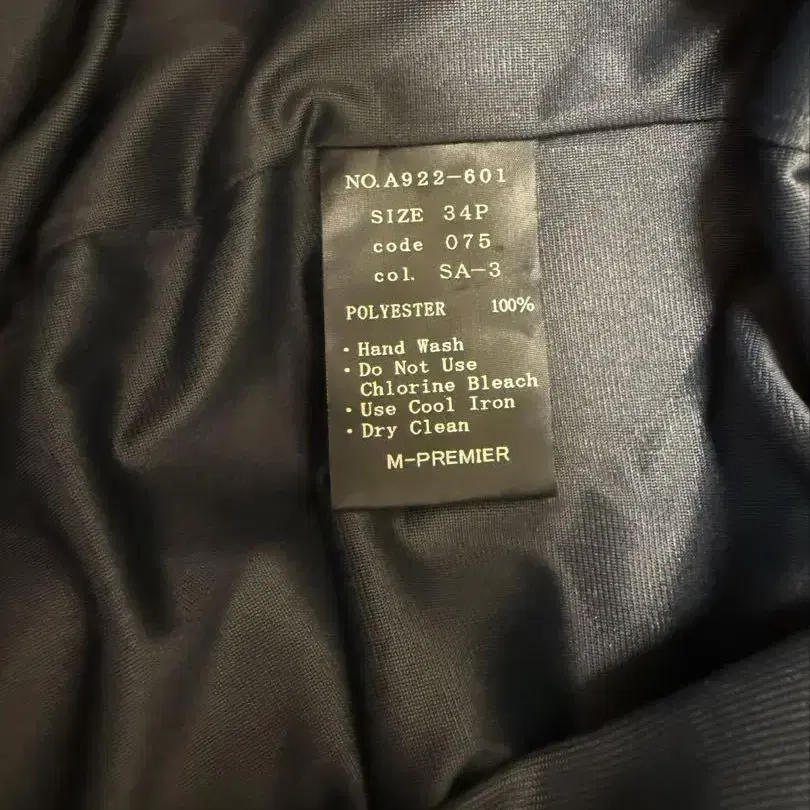 NO.A922-601
SIZE 34P
code 075
col. SA-3
POLYESTER 100%
・Hand Wash
・Do Not Use
Chlorine Bleach
・Use Cool Iron
・Dry Clean
M-PREMIER